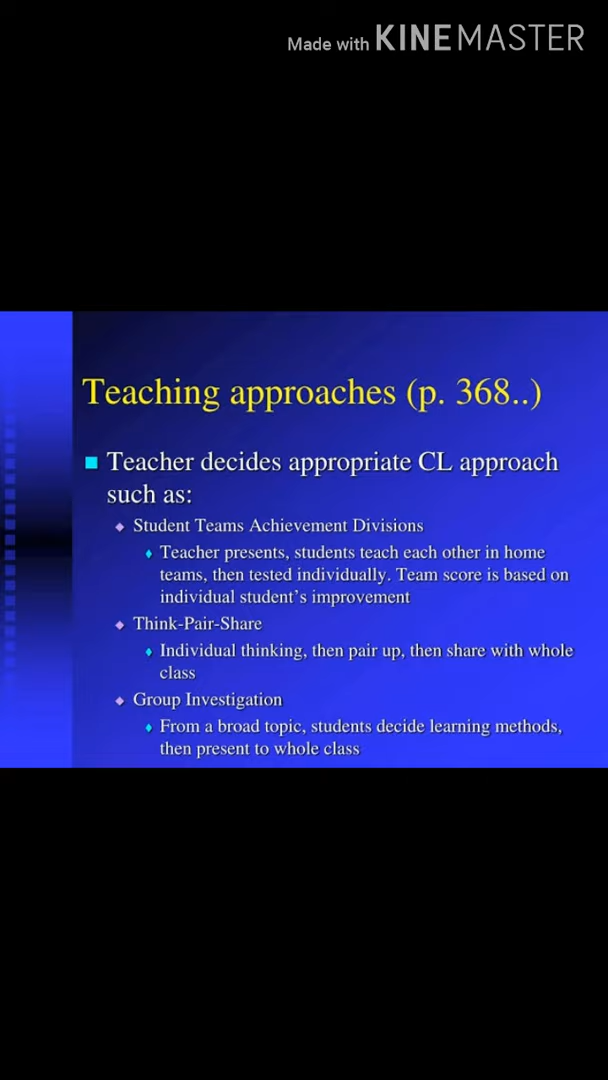 Made with KINEMASTER
Teaching approaches (p. 368..)
Teacher decides appropriate CL approach
such as:
Student Teams Achievement Divisions
Teacher presents, students teach each other in home
teams, then tested individually. Team score is based on
individual student's improvement
Think-Pair-Share
Individual thinking, then pair up, then share with whole
class
Group Investigation
From a broad topic, students decide learning methods,
then present to whole class